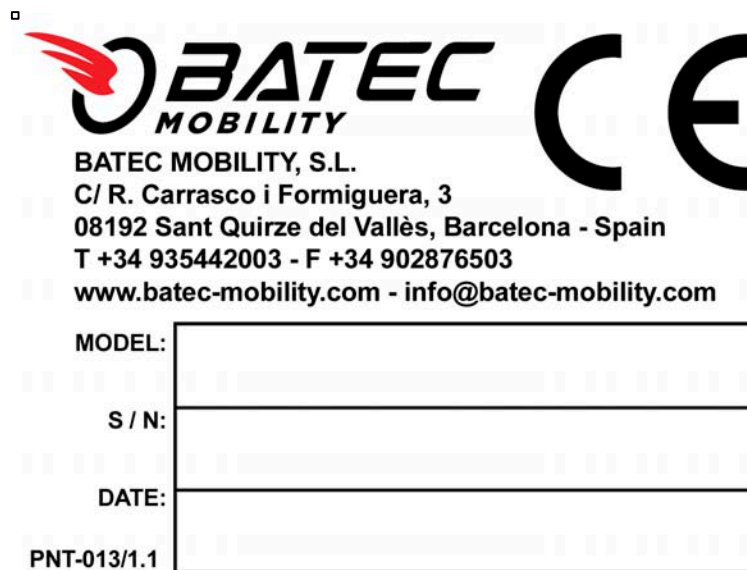 BATEC
MOBILITY
CE
BATEC MOBILITY, S.L.
C/ R. Carrasco i Formiguera, 3
08192 Sant Quirze del Vallès, Barcelona - Spain
T +34 935442003 - F +34 902876503
www.batec-mobility.com - info@batec-mobility.com
MODEL:
S / N:
DATE:
PNT-013/1.1